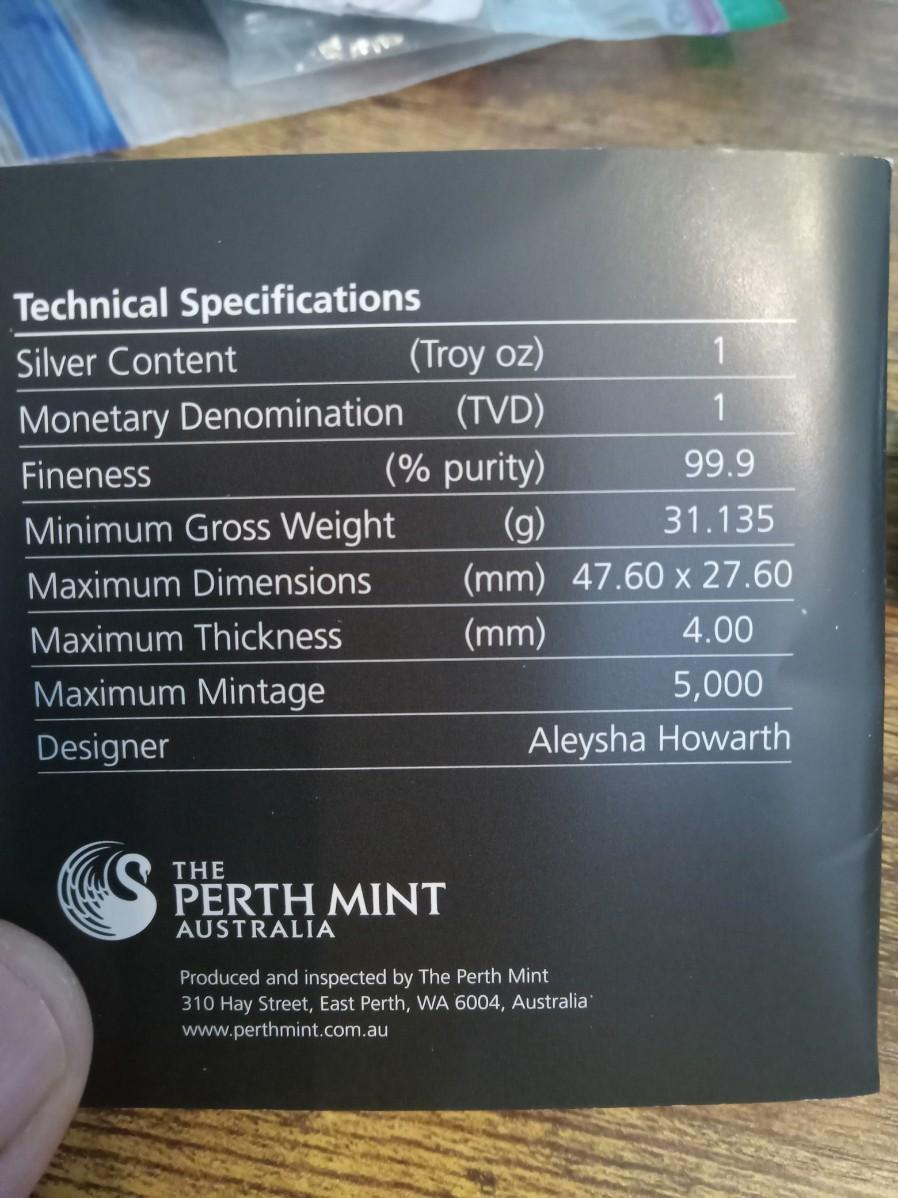 Technical Specifications
Silver Content (Troy oz) 1
Monetary Denomination (TVD) 1
Fineness (% purity) 99.9
Minimum Gross Weight (g) 31.135
Maximum Dimensions (mm) 47.60 x 27.60
Maximum Thickness (mm) 4.00
Maximum Mintage 5,000
Designer Aleysha Howarth
THE
PERTH MINT
AUSTRALIA
Produced and inspected by The Perth Mint
310 Hay Street, East Perth, WA 6004, Australia
www.perthmint.com.au